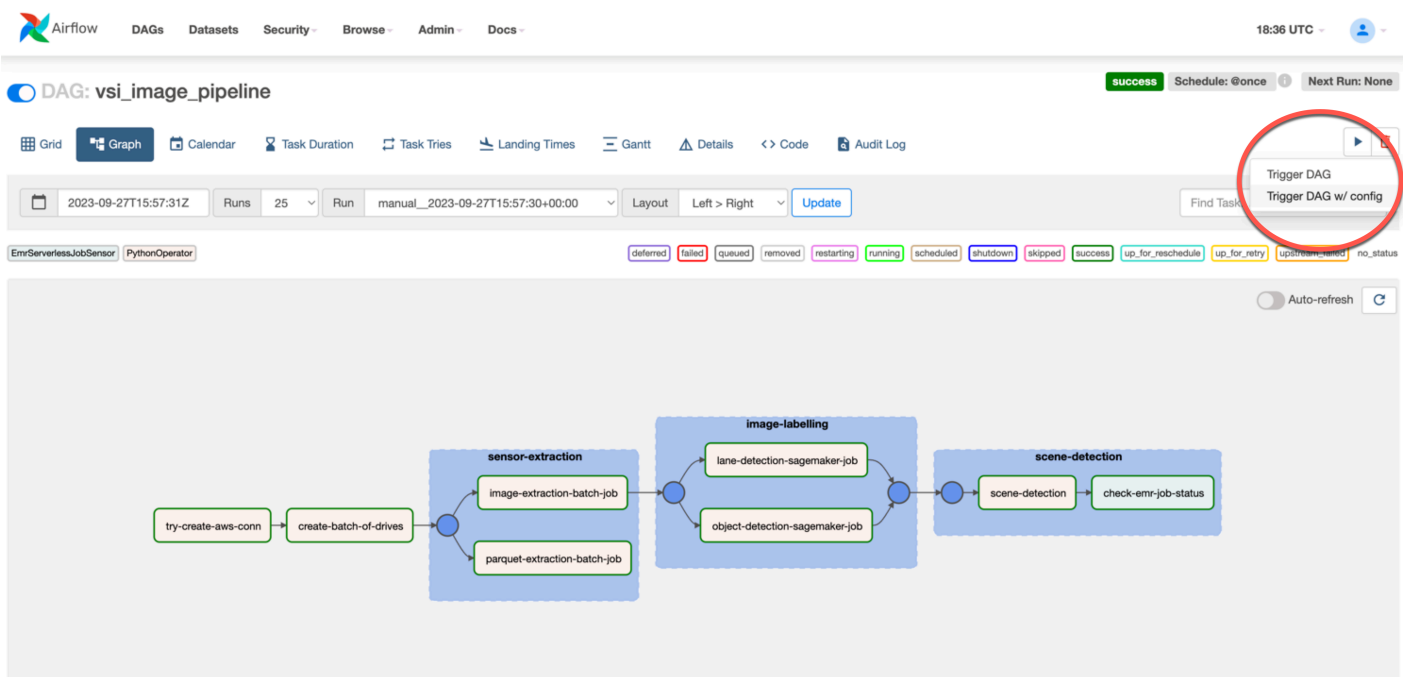 Airflow DAGs Datasets Security Browse Admin Docs 18:36 UTC
DAG: vsi_image_pipeline success Schedule: @once Next Run: None
Grid Graph Calendar Task Duration Task Tries Landing Times Gantt Details <> Code Audit Log
Trigger DAG
Trigger DAG w/ config
2023-09-27T15:57:31Z Runs 25 Run manual__2023-09-27T15:57:30+00:00 Layout Left > Right Update Find Task
EmrServerlessJobSensor PythonOperator deferred failed queued removed restarting running scheduled shutdown skipped success up_for_reschedule up_for_retry upstream_failed no_status
Auto-refresh
image-labelling
sensor-extraction
scene-detection
lane-detection-sagemaker-job
image-extraction-batch-job
scene-detection check-emr-job-status
try-create-aws-conn create-batch-of-drives
object-detection-sagemaker-job
parquet-extraction-batch-job